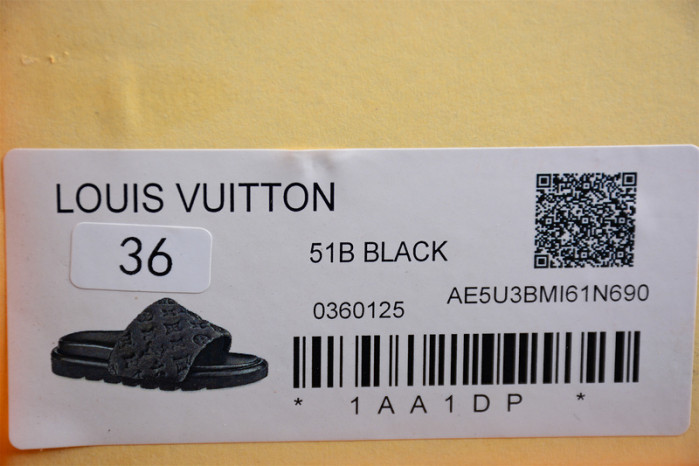 LOUIS VUITTON
36
51B BLACK
0360125
AE5U3BMI61N690
* 1AA1DP *